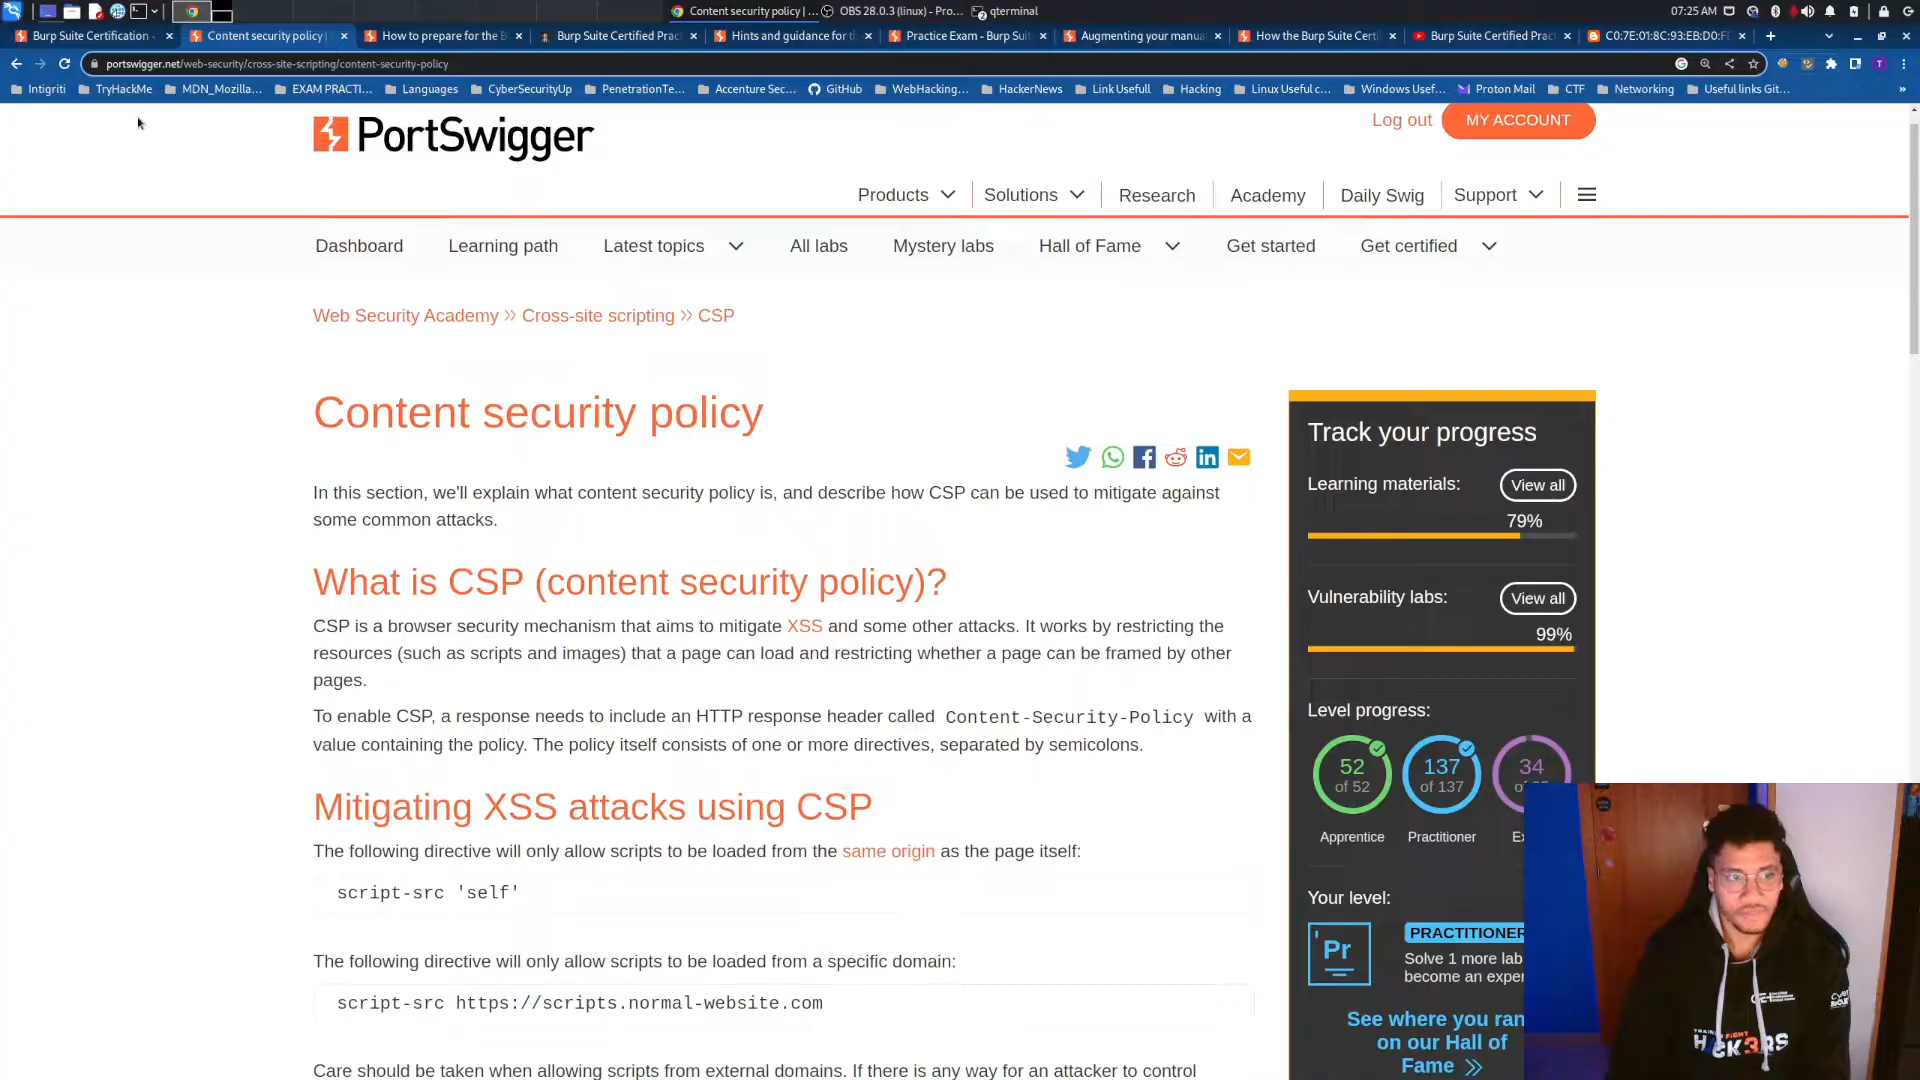 Content security policy | ...
OBS 28.0.3 (linux) - Pro...
qterminal
07:25 AM
Burp Suite Certification -
Content security policy |
How to prepare for the B
Burp Suite Certified Prac
Hints and guidance for t
Practice Exam - Burp Sui
Augmenting your manua
How the Burp Suite Certi
Burp Suite Certified Prac
C0:7E:01:8C:93:EB:D0:F
portswigger.net/web-security/cross-site-scripting/content-security-policy
Intigriti
TryHackMe
MDN_Mozilla...
EXAM PRACTI...
Languages
CyberSecurityUp
PenetrationTe...
Accenture Sec...
GitHub
WebHacking...
HackerNews
Link Usefull
Hacking
Linux Useful c...
Windows Usef...
Proton Mail
CTF
Networking
Useful links Git...
PortSwigger
Log out
MY ACCOUNT
Products
Solutions
Research
Academy
Daily Swig
Support
Dashboard
Learning path
Latest topics
All labs
Mystery labs
Hall of Fame
Get started
Get certified
Web Security Academy » Cross-site scripting » CSP
Content security policy
In this section, we'll explain what content security policy is, and describe how CSP can be used to mitigate against
some common attacks.
What is CSP (content security policy)?
CSP is a browser security mechanism that aims to mitigate XSS and some other attacks. It works by restricting the
resources (such as scripts and images) that a page can load and restricting whether a page can be framed by other
pages.
To enable CSP, a response needs to include an HTTP response header called Content-Security-Policy with a
value containing the policy. The policy itself consists of one or more directives, separated by semicolons.
Mitigating XSS attacks using CSP
The following directive will only allow scripts to be loaded from the same origin as the page itself:
script-src 'self'
The following directive will only allow scripts to be loaded from a specific domain:
script-src https://scripts.normal-website.com
Care should be taken when allowing scripts from external domains. If there is any way for an attacker to control
Track your progress
Learning materials:
View all
79%
Vulnerability labs:
View all
99%
Level progress:
52
of 52
137
of 137
34
Apprentice
Practitioner
Ex
Your level:
Pr
PRACTITIONER
Solve 1 more lab
become an exper
See where you ran
on our Hall of
Fame »